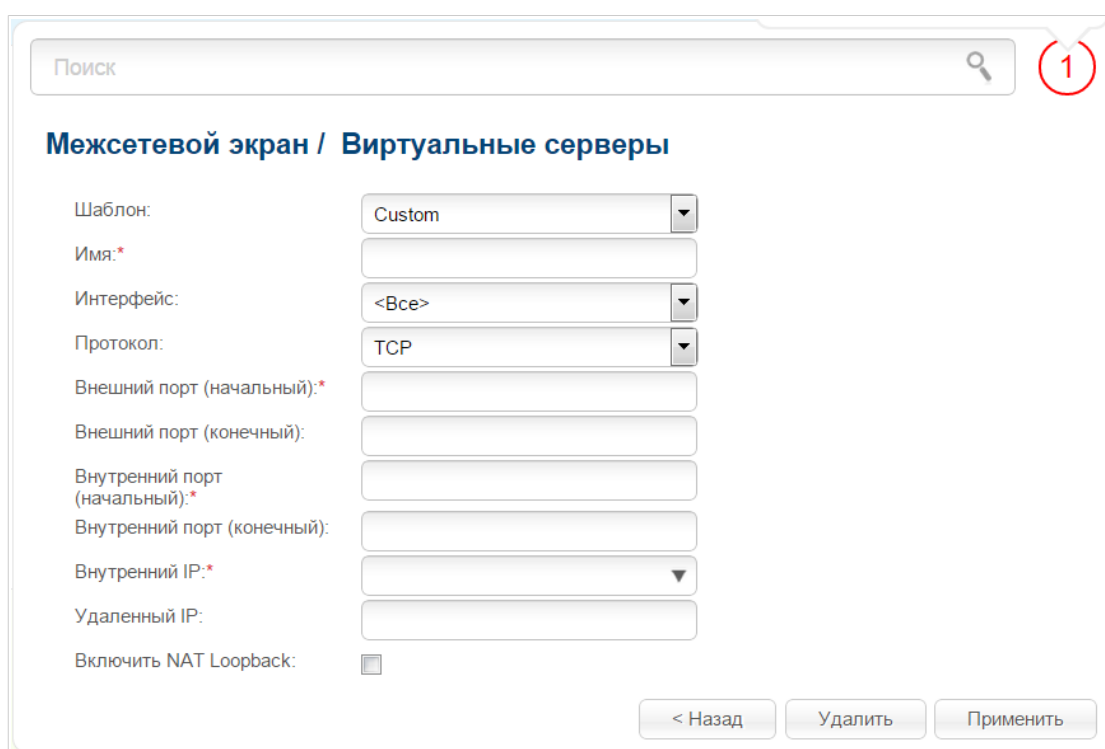 Поиск
1
Межсетевой экран / Виртуальные серверы
Шаблон: Custom
Имя:*
Интерфейс: <Все>
Протокол: TCP
Внешний порт (начальный):*
Внешний порт (конечный):
Внутренний порт
(начальный):*
Внутренний порт (конечный):
Внутренний IP:*
Удаленный IP:
Включить NAT Loopback:
< Назад Удалить Применить